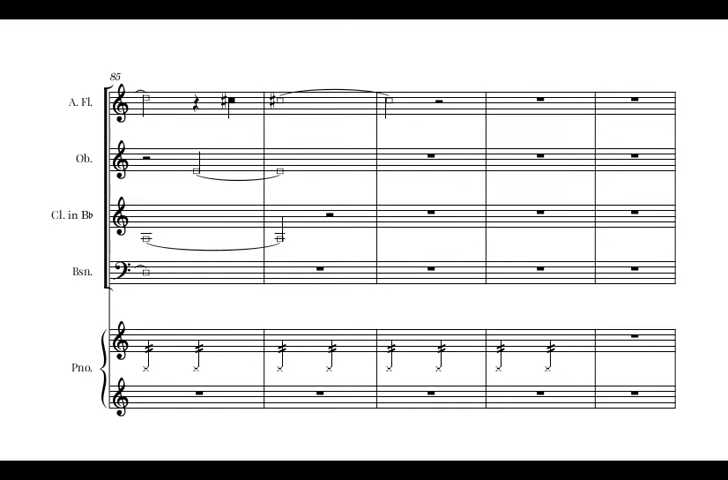 85
A. Fl.
Ob.
Cl. in B♭
Bsn.
Pno.